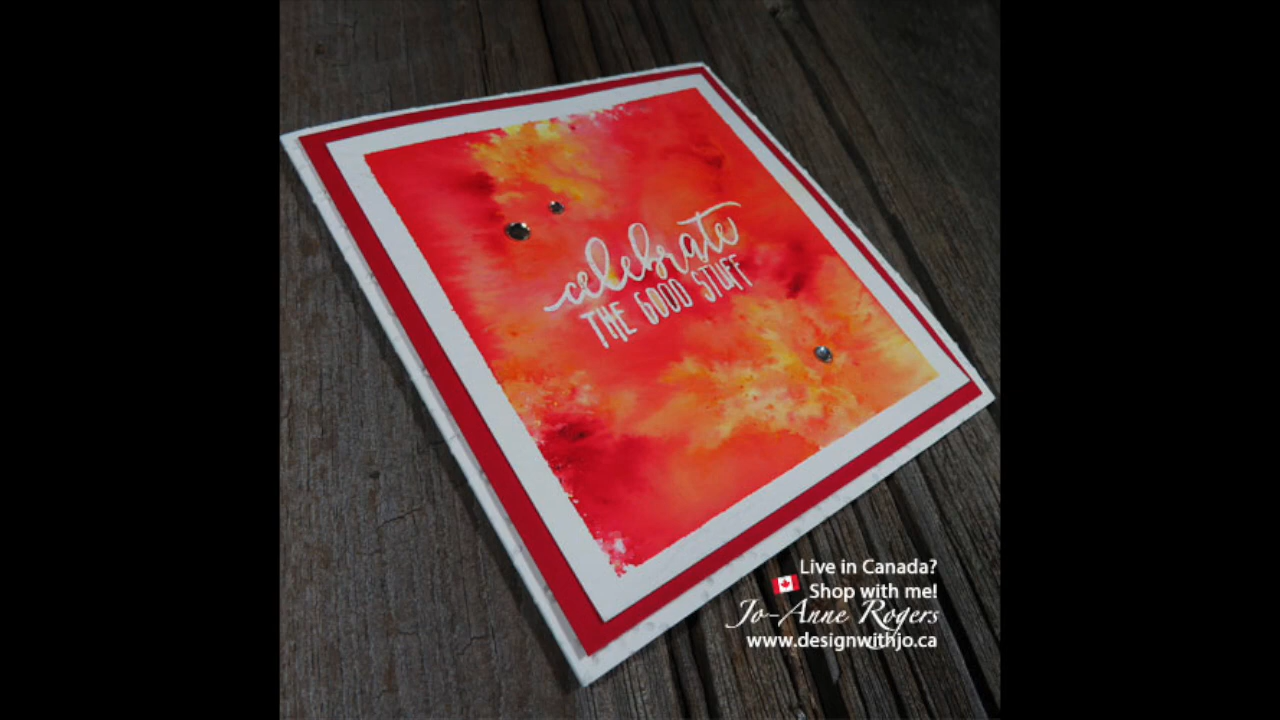 celebrate
THE GOOD STUFF
Live in Canada?
Shop with me!
Jo-Anne Rogers
www.designwithjo.ca